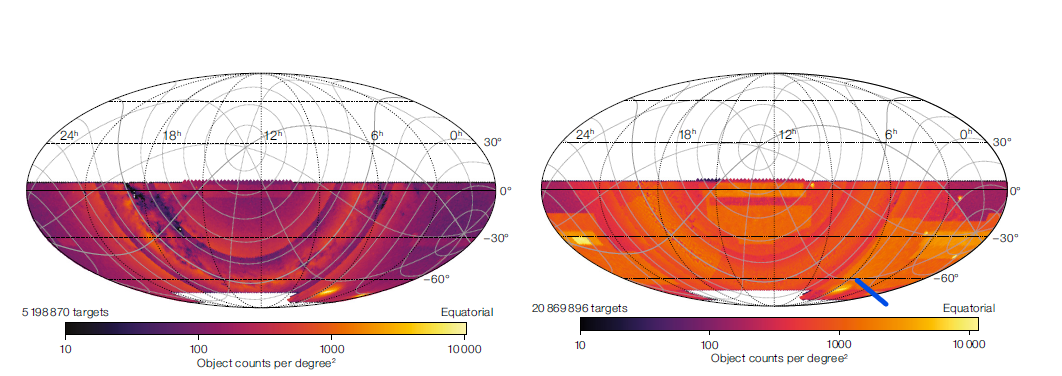 24h 18h 12h 6h 0h 30°
0°
−30°
−60°
5 198 870 targets Equatorial
10 100 1000 10 000
Object counts per degree²
24h 18h 12h 6h 0h 30°
0°
−30°
−60°
20 869 896 targets Equatorial
10 100 1000 10 000
Object counts per degree²